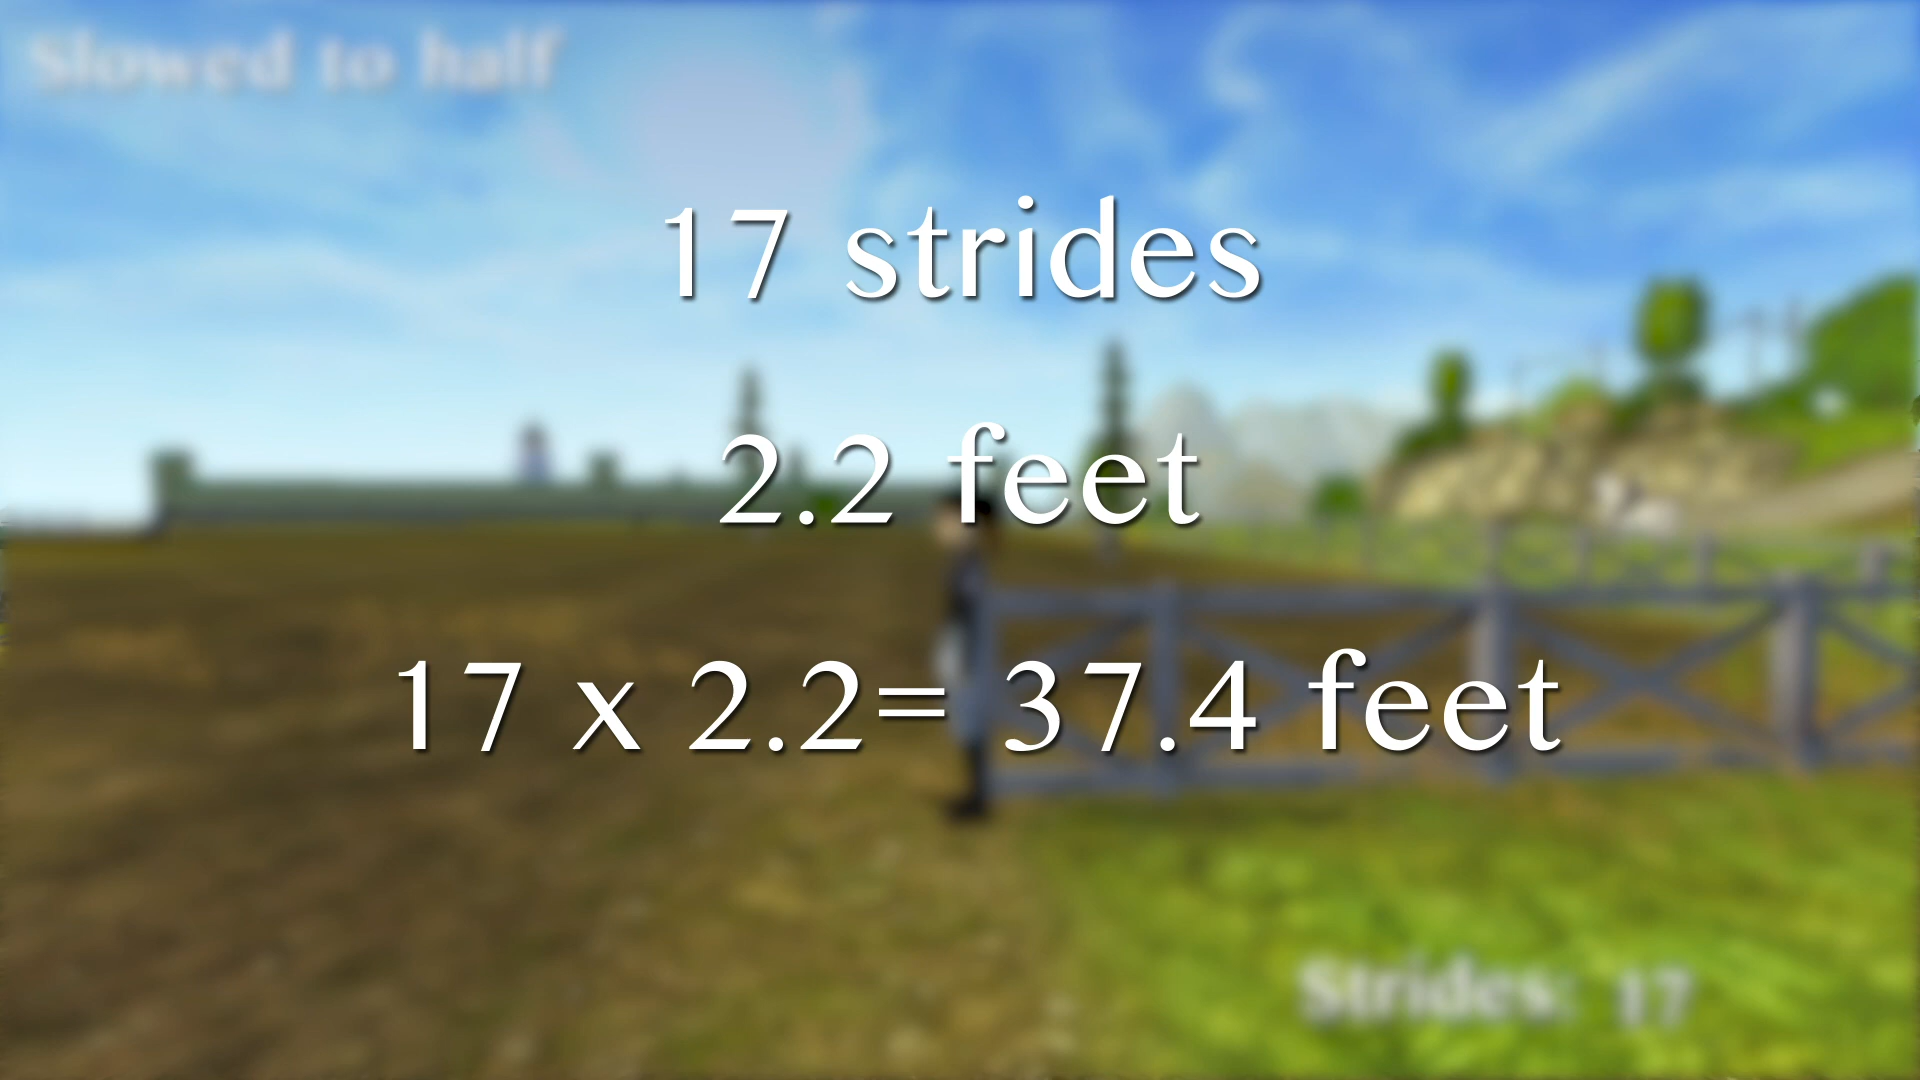 Slowed to half
17 strides
2.2 feet
17 x 2.2= 37.4 feet
Strides: 17